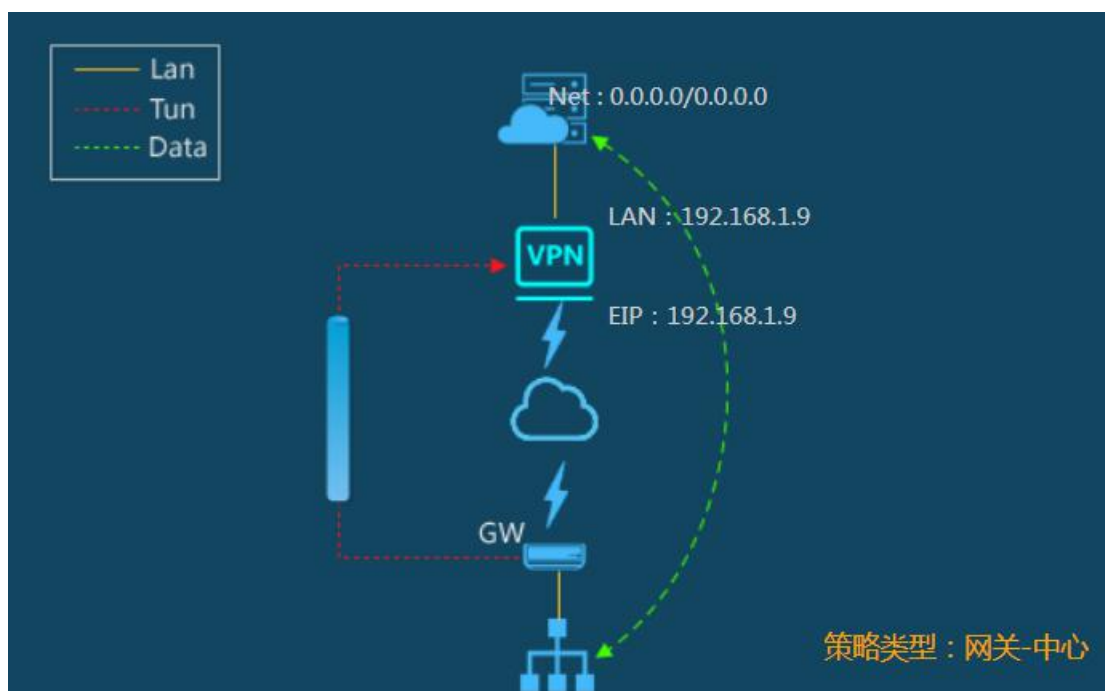 Lan
Tun
Data
Net : 0.0.0.0/0.0.0.0
LAN : 192.168.1.9
VPN
EIP : 192.168.1.9
GW
策略类型：网关-中心